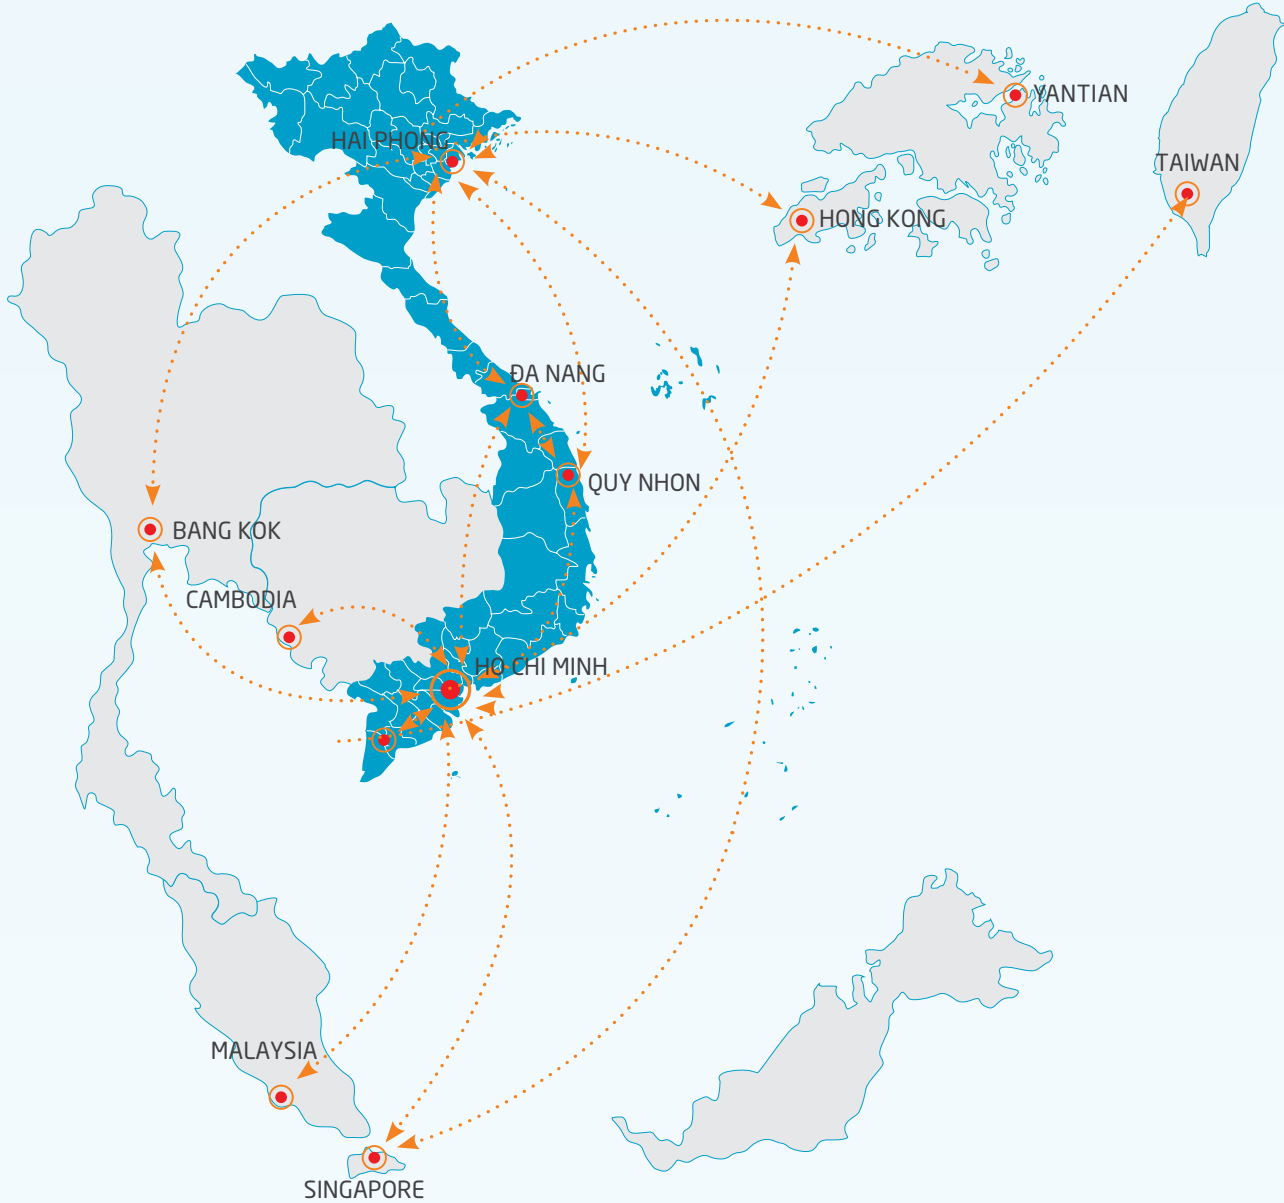 YANTIAN
HAI PHONG
TAIWAN
HONG KONG
ĐA NANG
QUY NHON
BANG KOK
CAMBODIA
HO CHI MINH
MALAYSIA
SINGAPORE